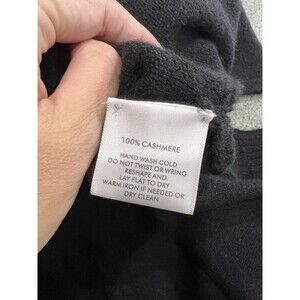 100% CASHMERE
HAND WASH COLD
DO NOT TWIST OR WRING
RESHAPE AND
LAY FLAT TO DRY
WARM IRON IF NEEDED OR
DRY CLEAN